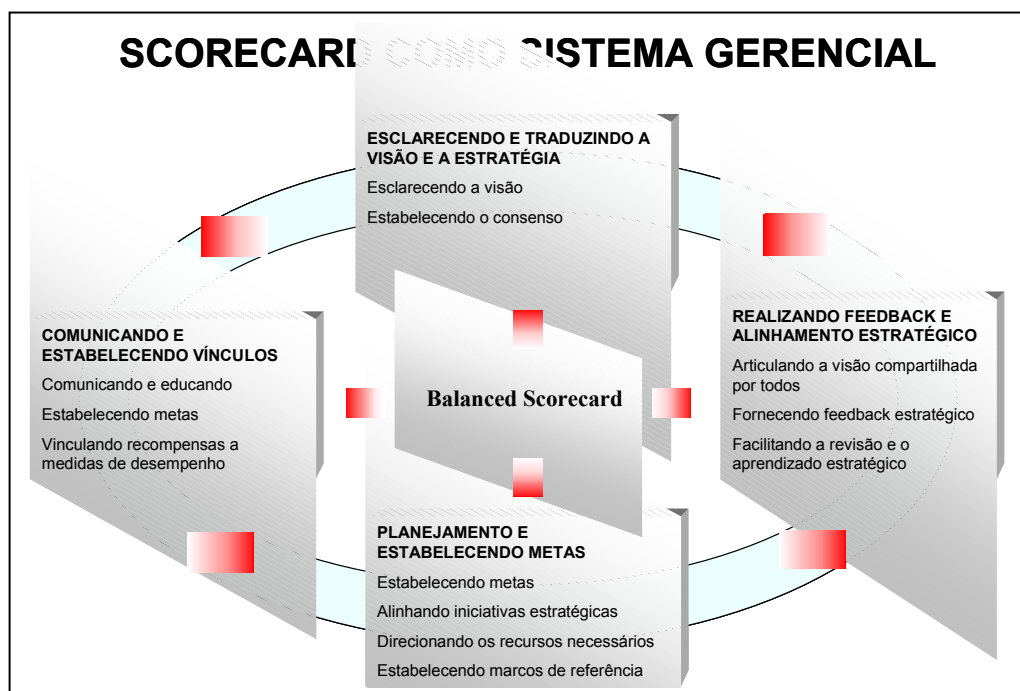 SCORECARD COMO SISTEMA GERENCIAL
ESCLARECENDO E TRADUZINDO A
VISÃO E A ESTRATÉGIA
Esclarecendo a visão
Estabelecendo o consenso
COMUNICANDO E
ESTABELECENDO VÍNCULOS
Comunicando e educando
Estabelecendo metas
Vinculando recompensas a
medidas de desempenho
Balanced Scorecard
REALIZANDO FEEDBACK E
ALINHAMENTO ESTRATÉGICO
Articulando a visão compartilhada
por todos
Fornecendo feedback estratégico
Facilitando a revisão e o
aprendizado estratégico
PLANEJAMENTO E
ESTABELECENDO METAS
Estabelecendo metas
Alinhando iniciativas estratégicas
Direcionando os recursos necessários
Estabelecendo marcos de referência